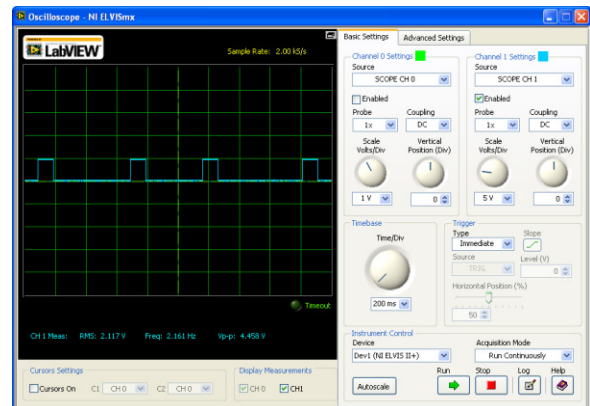 Oscilloscope - NI ELVISmx
LabVIEW
Sample Rate: 2.00 kS/s
Timeout
CH 1 Meas: RMS: 2.117 V Freq: 2.161 Hz Vp-p: 4.458 V
Cursors Settings
Cursors On C1 CH 0 C2 CH 0
Display Measurements
CH 0 CH1
Basic Settings Advanced Settings
Channel 0 Settings
Source
SCOPE CH 0
Enabled
Probe Coupling
1x DC
Scale Vertical
Volts/Div Position (Div)
1 V 0
Channel 1 Settings
Source
SCOPE CH 1
Enabled
Probe Coupling
1x DC
Scale Vertical
Volts/Div Position (Div)
5 V 0
Timebase
Time/Div
200 ms
Trigger
Type Slope
Immediate
Source Level (V)
TRIG 0
Horizontal Position (%)
50
Instrument Control
Device Acquisition Mode
Dev1 (NI ELVIS II+) Run Continuously
Run Stop Log Help
Autoscale